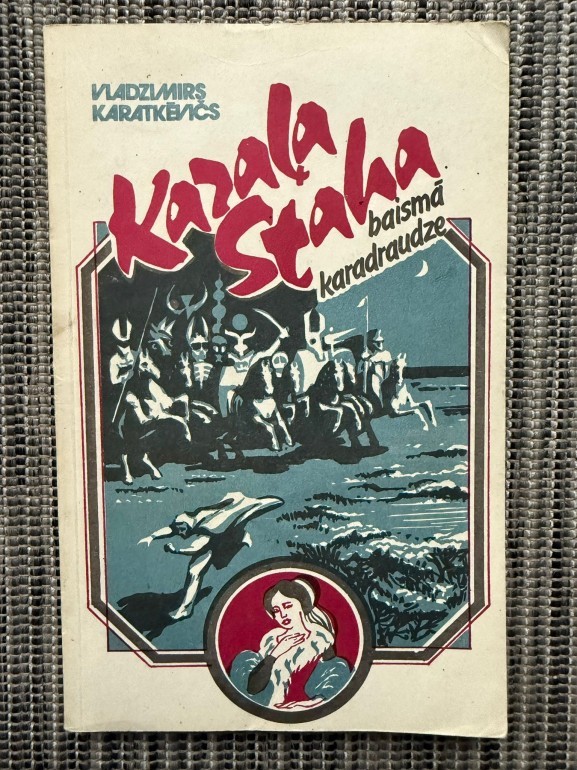 VLADZIMIRS
KARATKĒVIČS
Karaļa
Staha
baismā
karadraudze